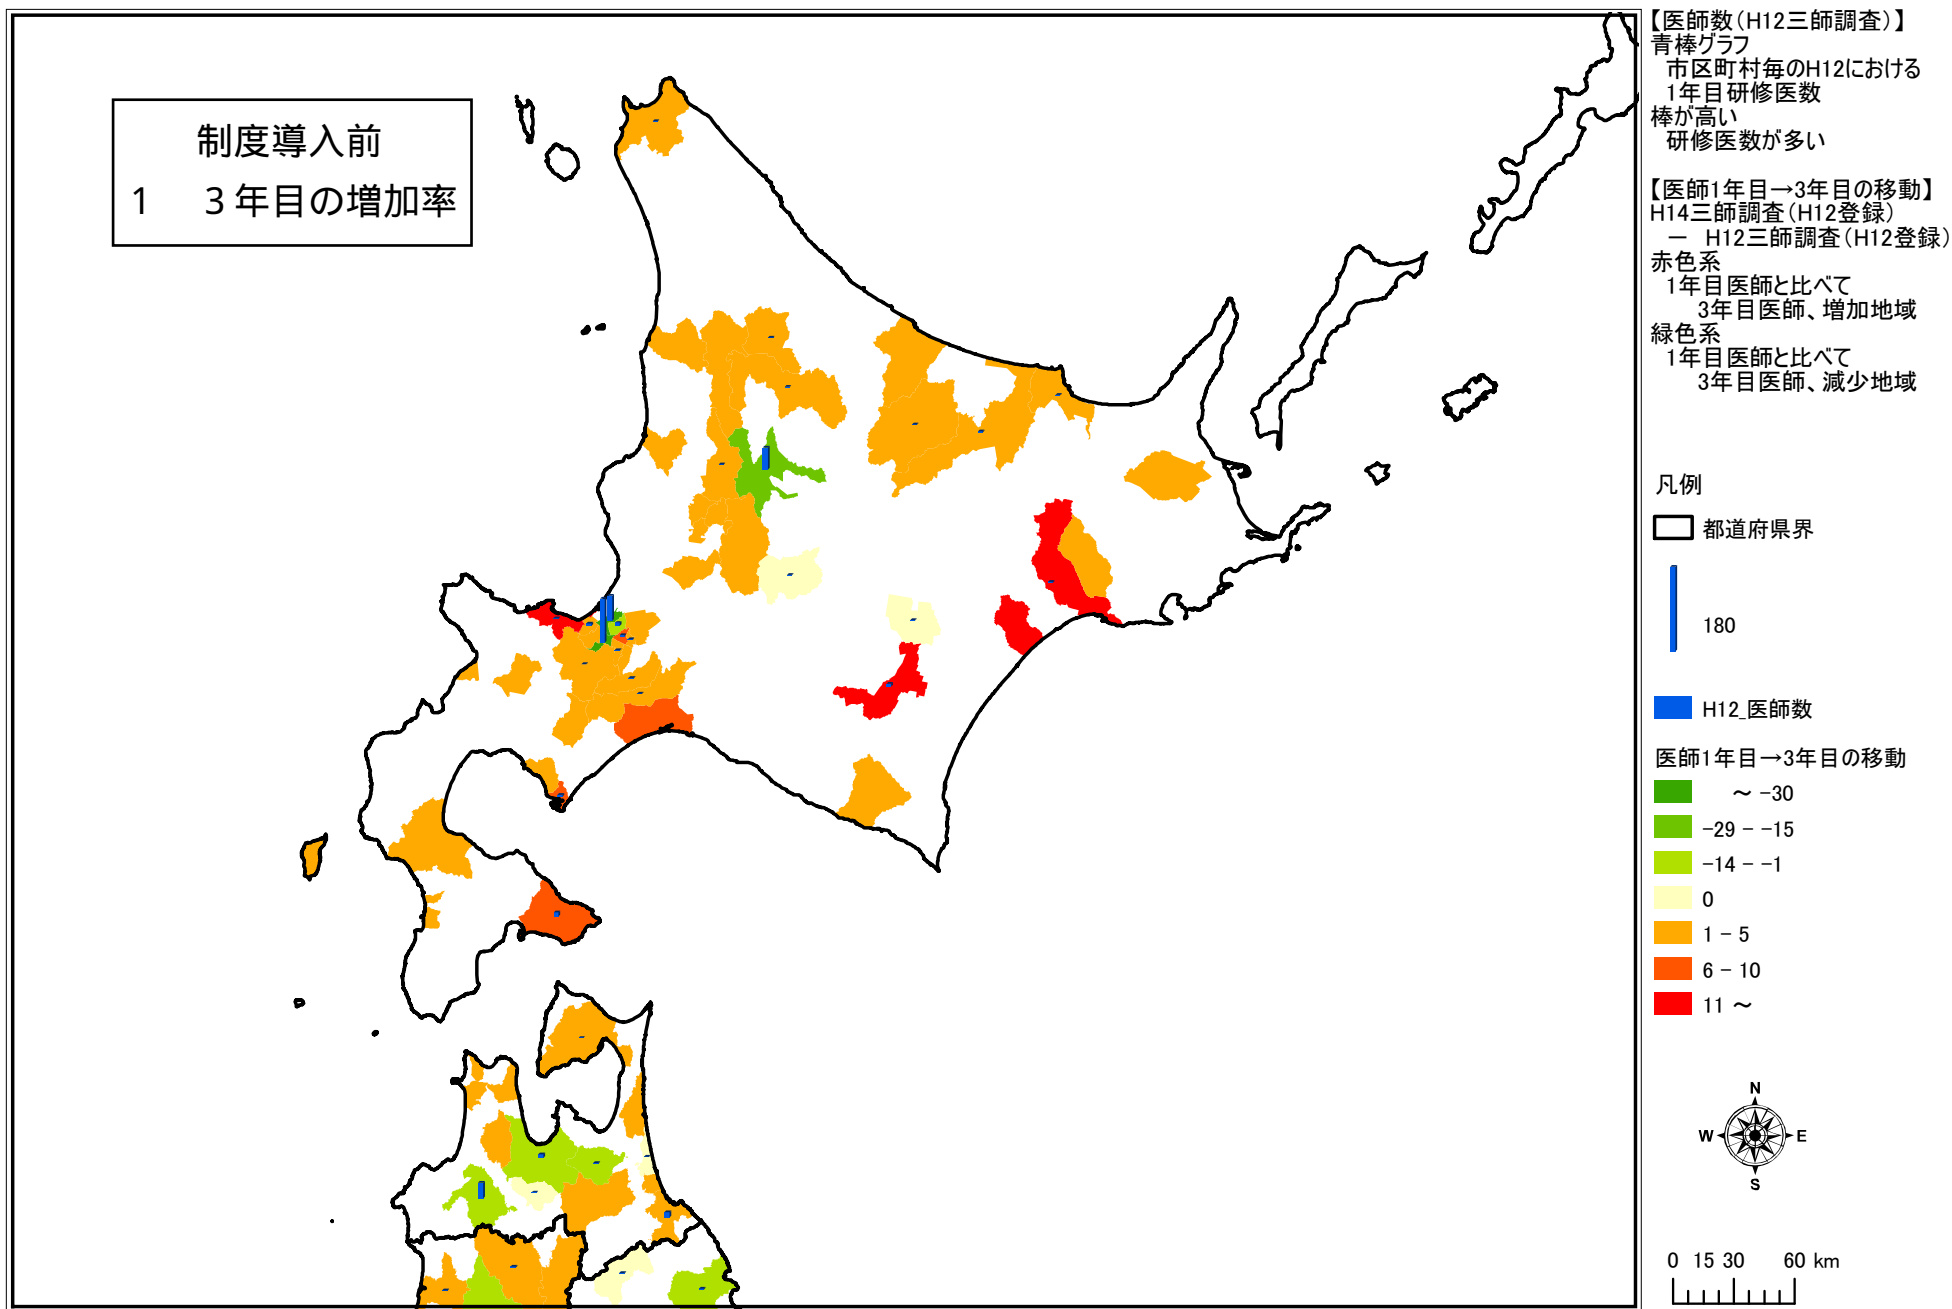 制度導入前
1 3年目の増加率
【医師数(H12三師調査)】
青棒グラフ
市区町村毎のH12における
1年目研修医数
棒が高い
研修医数が多い
【医師1年目→3年目の移動】
H14三師調査(H12登録)
－ H12三師調査(H12登録)
赤色系
1年目医師と比べて
3年目医師、増加地域
緑色系
1年目医師と比べて
3年目医師、減少地域
凡例
都道府県界
180
H12_医師数
医師1年目→3年目の移動
～ -30
-29 - -15
-14 - -1
0
1 - 5
6 - 10
11 ～
N
W E
S
0 15 30 60 km